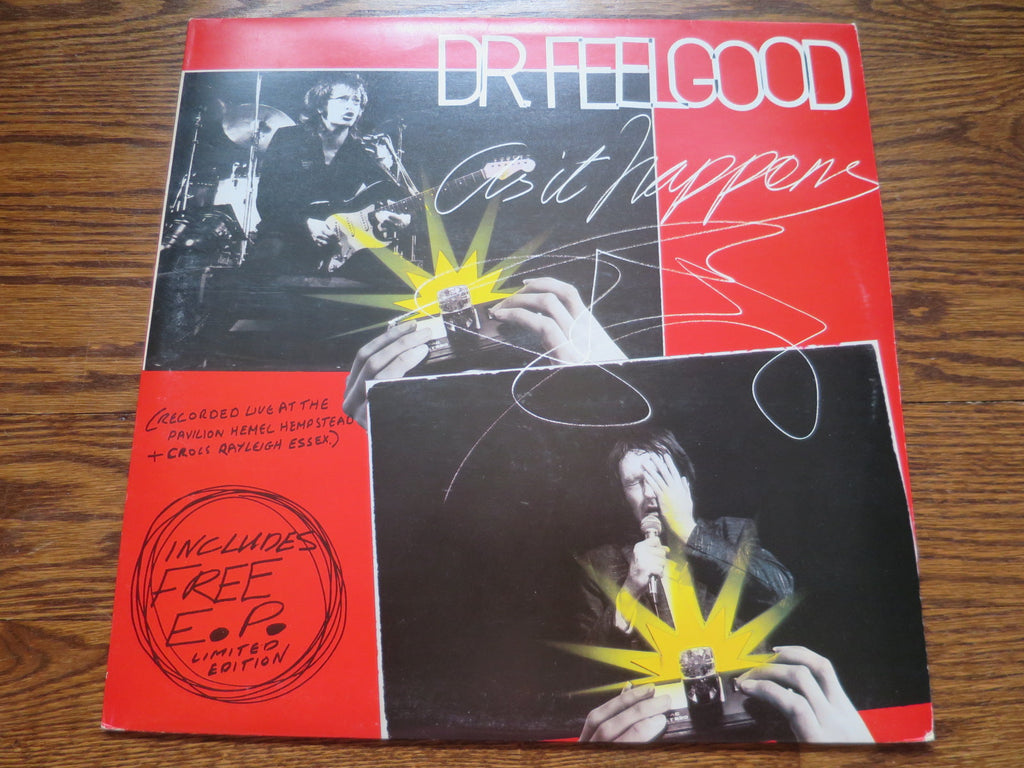 DR. FEELGOOD
As it happens
(RECORDED LIVE AT THE
PAVILION HEMEL HEMPSTEAD
+ CROCS RAYLEIGH ESSEX.)
INCLUDES
FREE
E.P.
LIMITED
EDITION